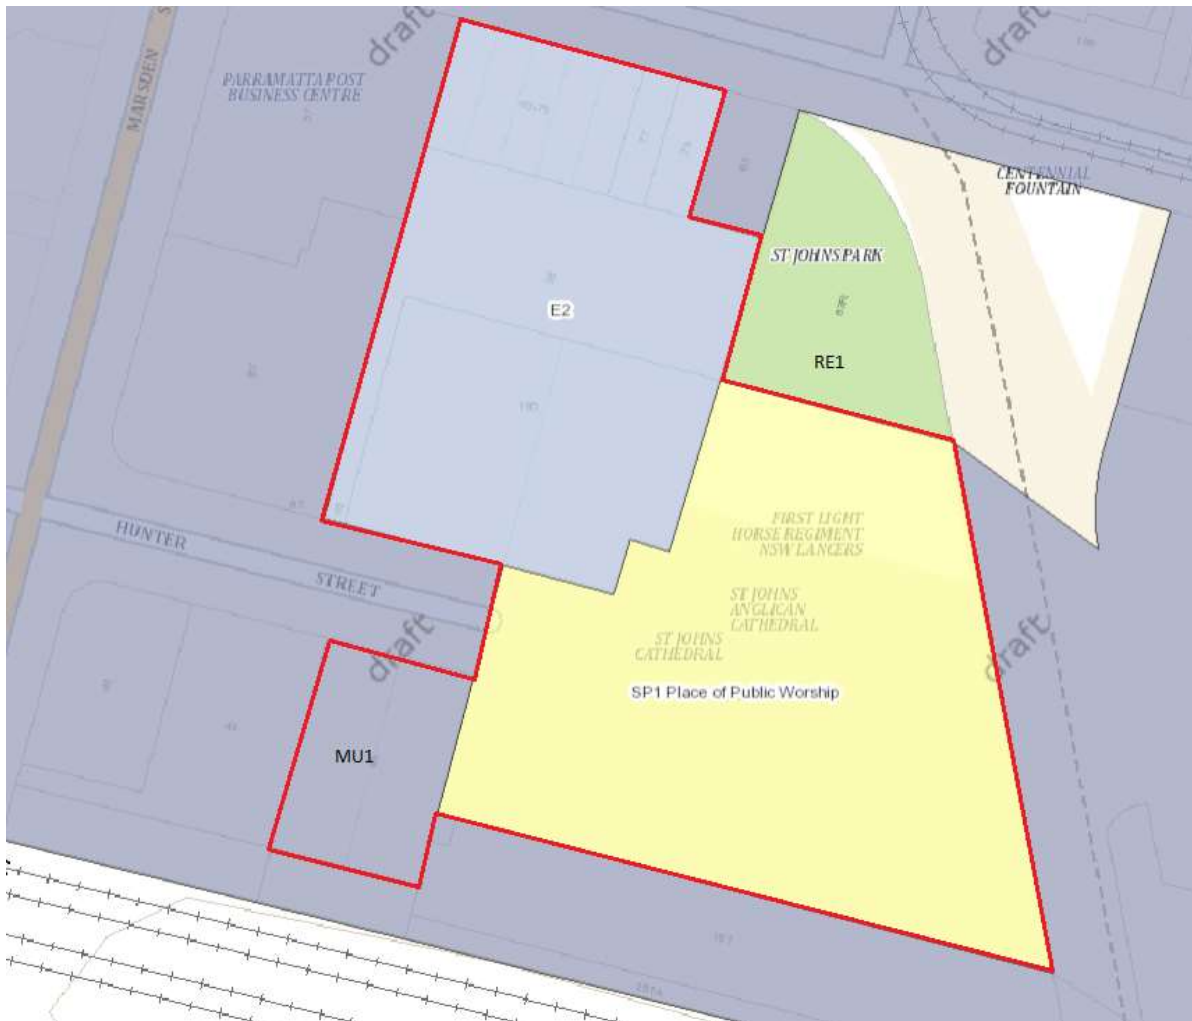 draft
draft
MARSDEN
S
PARRAMATTA POST
BUSINESS CENTRE
CENTENNIAL
FOUNTAIN
ST JOHNS PARK
E2
RE1
HUNTER
STREET
FIRST LIGHT
HORSE REGIMENT
NSW LANCERS
ST JOHNS
ANGLICAN
CATHEDRAL
ST JOHNS
CATHEDRAL
draft
draft
SP1 Place of Public Worship
MU1